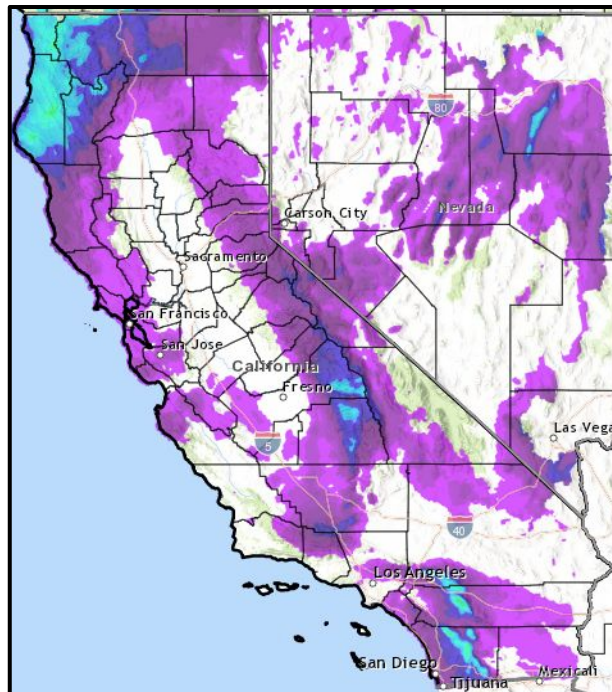 80
Nevada
Carson City
Sacramento
San Francisco
San Jose
California
Fresno
5
Las Vega
40
Los Angeles
San Diego
Tijuana
Mexicali